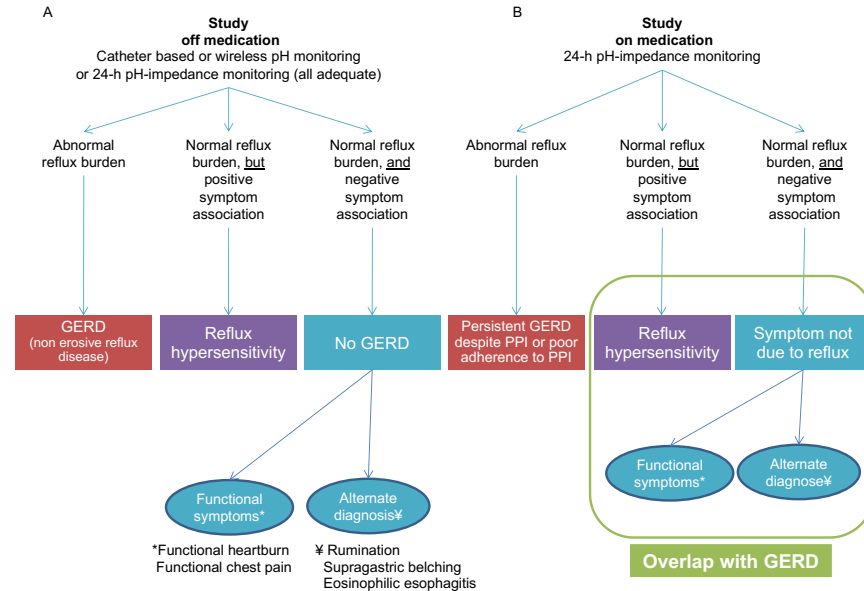 A
Study
off medication
Catheter based or wireless pH monitoring
or 24-h pH-impedance monitoring (all adequate)
Abnormal
reflux burden
Normal reflux
burden, but
positive
symptom
association
Normal reflux
burden, and
negative
symptom
association
GERD
(non erosive reflux
disease)
Reflux
hypersensitivity
No GERD
Functional
symptoms*
Alternate
diagnosis¥
*Functional heartburn
Functional chest pain
¥ Rumination
Supragastric belching
Eosinophilic esophagitis
B
Study
on medication
24-h pH-impedance monitoring
Abnormal reflux
burden
Normal reflux
burden, but
positive
symptom
association
Normal reflux
burden, and
negative
symptom
association
Persistent GERD
despite PPI or poor
adherence to PPI
Reflux
hypersensitivity
Symptom not
due to reflux
Functional
symptoms*
Alternate
diagnose¥
Overlap with GERD